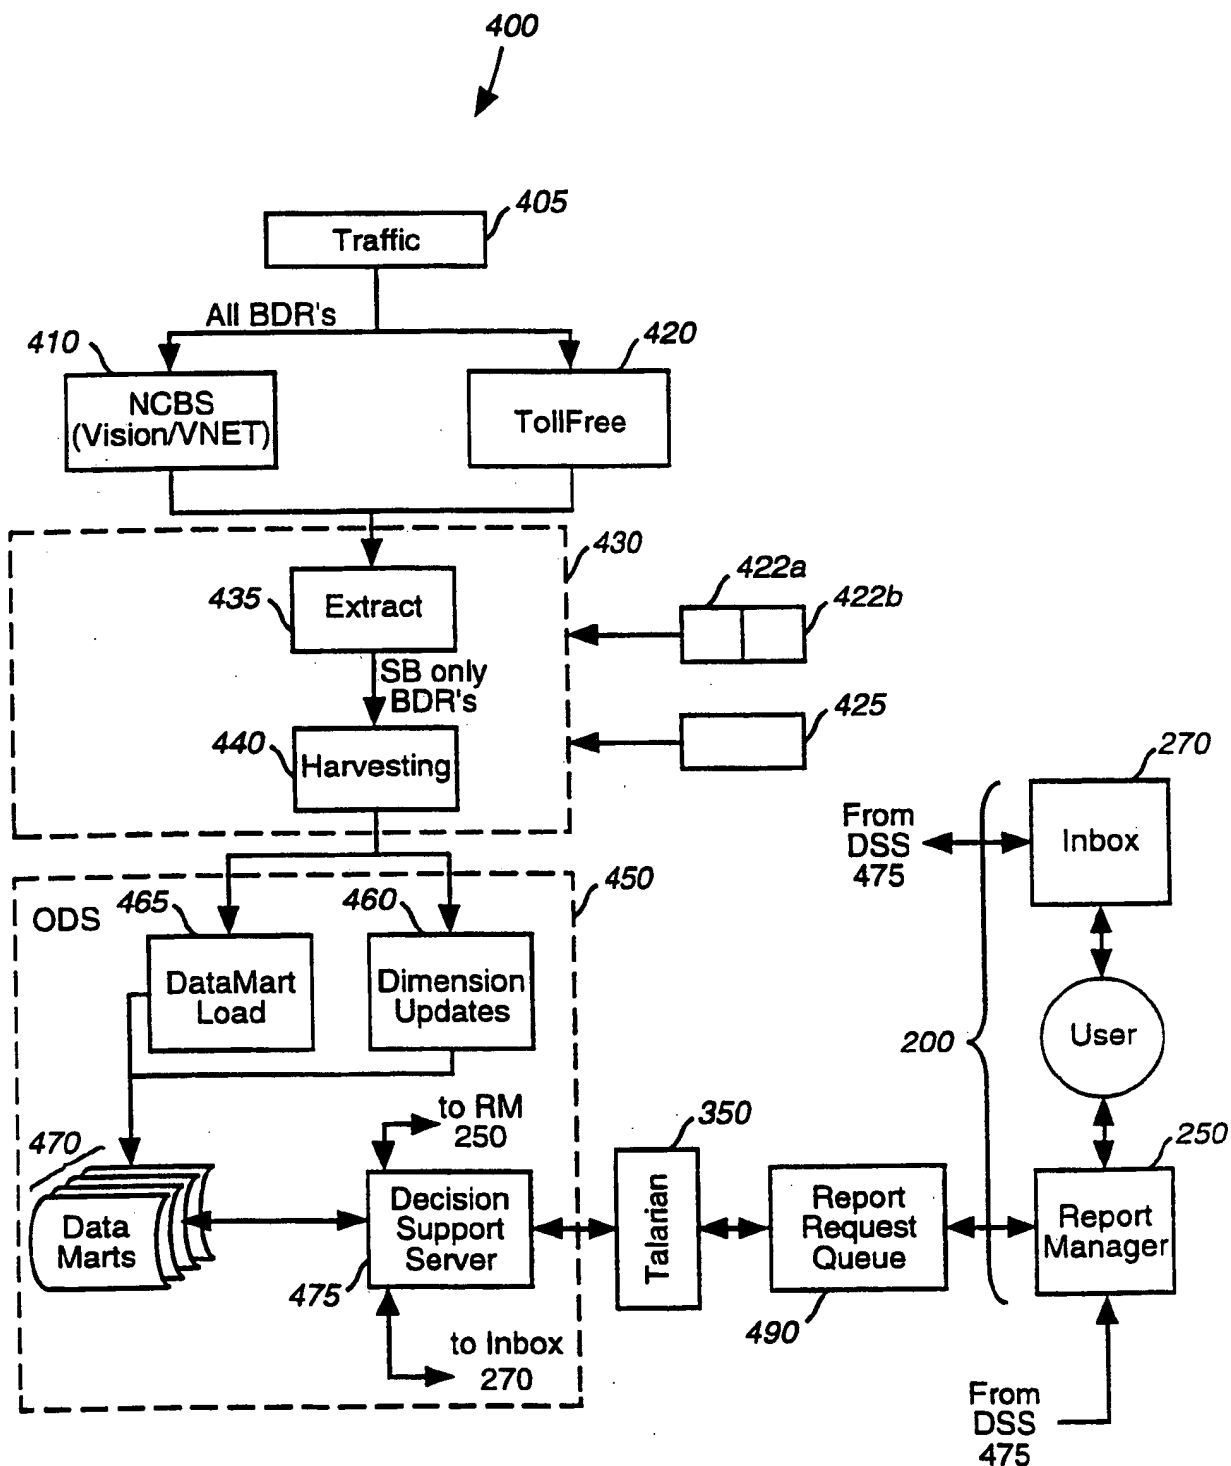 400
405
Traffic
All BDR's
410
420
NCBS
(Vision/VNET)
TollFree
430
422a
435
Extract
422b
SB only
BDR's
425
440
Harvesting
270
From
DSS
475
Inbox
450
ODS
465
460
DataMart
Load
Dimension
Updates
200
User
to RM
250
350
470
250
Data
Marts
Decision
Support
Server
Talarian
Report
Request
Queue
Report
Manager
475
490
to Inbox
270
From
DSS
475